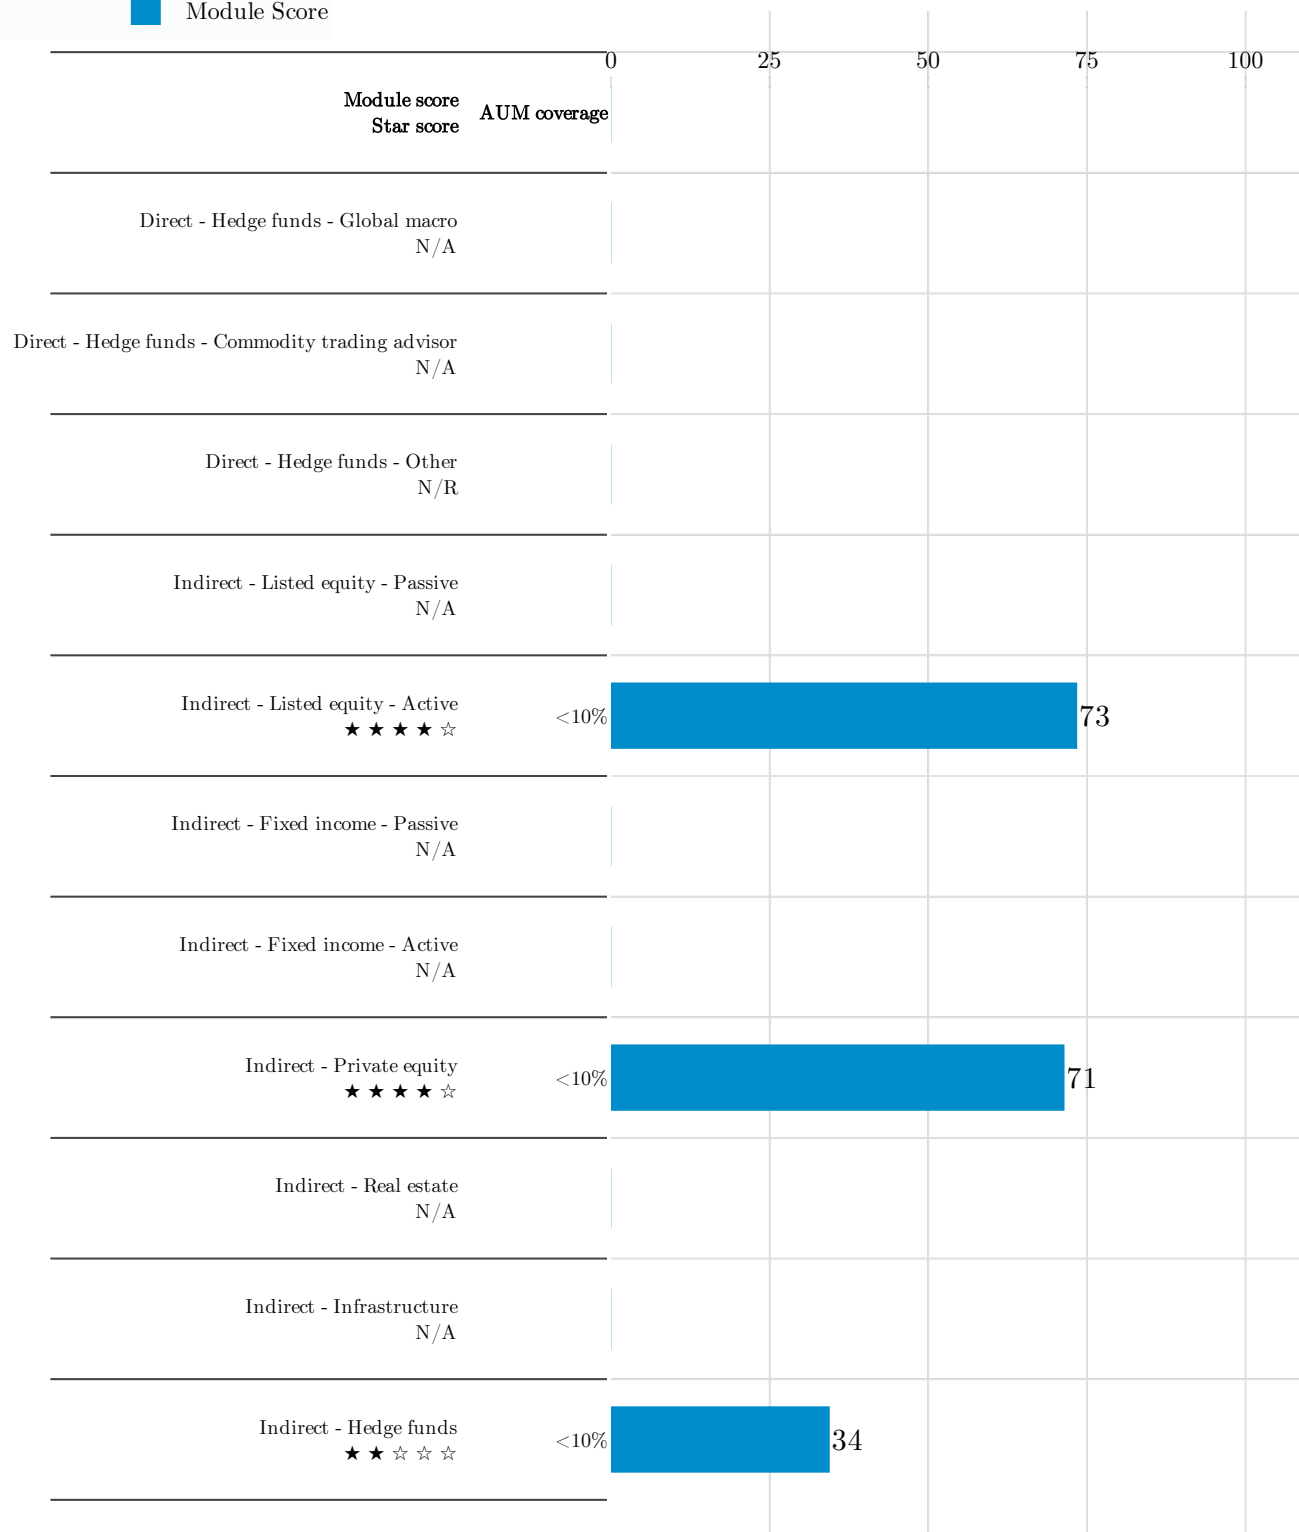 Module Score
0 25 50 75 100
Module score
Star score
AUM coverage
Direct - Hedge funds - Global macro
N/A
Direct - Hedge funds - Commodity trading advisor
N/A
Direct - Hedge funds - Other
N/R
Indirect - Listed equity - Passive
N/A
Indirect - Listed equity - Active
★ ★ ★ ★ ☆
<10% 73
Indirect - Fixed income - Passive
N/A
Indirect - Fixed income - Active
N/A
Indirect - Private equity
★ ★ ★ ★ ☆
<10% 71
Indirect - Real estate
N/A
Indirect - Infrastructure
N/A
Indirect - Hedge funds
★ ★ ☆ ☆ ☆
<10% 34